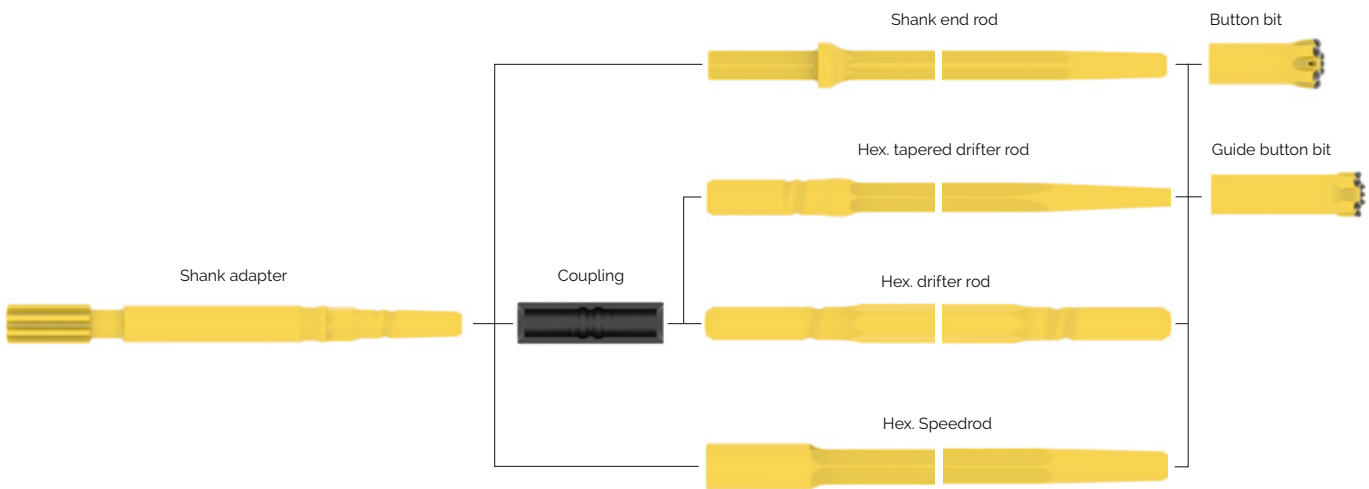 Shank end rod
Button bit
Hex. tapered drifter rod
Guide button bit
Shank adapter
Coupling
Hex. drifter rod
Hex. Speedrod